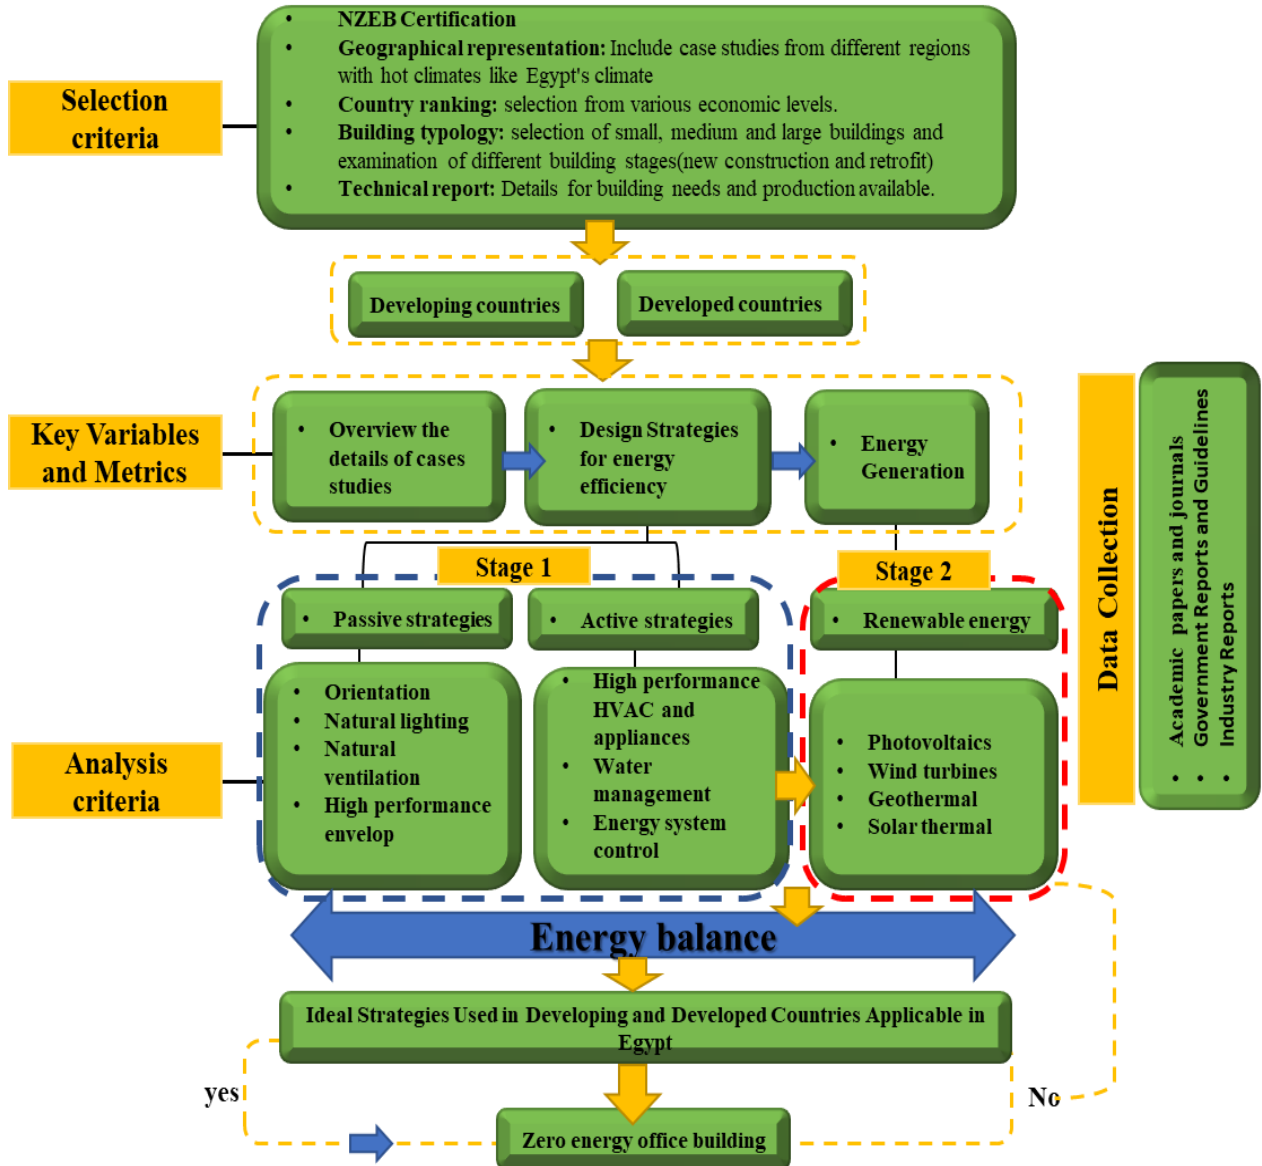 Selection
criteria
• NZEB Certification
• Geographical representation: Include case studies from different regions
with hot climates like Egypt's climate
• Country ranking: selection from various economic levels.
• Building typology: selection of small, medium and large buildings and
examination of different building stages(new construction and retrofit)
• Technical report: Details for building needs and production available.
Developing countries
Developed countries
Key Variables
and Metrics
• Overview the
details of cases
studies
• Design Strategies
for energy
efficiency
• Energy
Generation
Stage 1
Stage 2
• Passive strategies
• Active strategies
• Renewable energy
Analysis
criteria
• Orientation
• Natural lighting
• Natural
ventilation
• High performance
envelop
• High performance
HVAC and
appliances
• Water
management
• Energy system
control
• Photovoltaics
• Wind turbines
• Geothermal
• Solar thermal
Data Collection
• Academic papers and journals
• Government Reports and Guidelines
• Industry Reports
Energy balance
Ideal Strategies Used in Developing and Developed Countries Applicable in
Egypt
yes
No
Zero energy office building